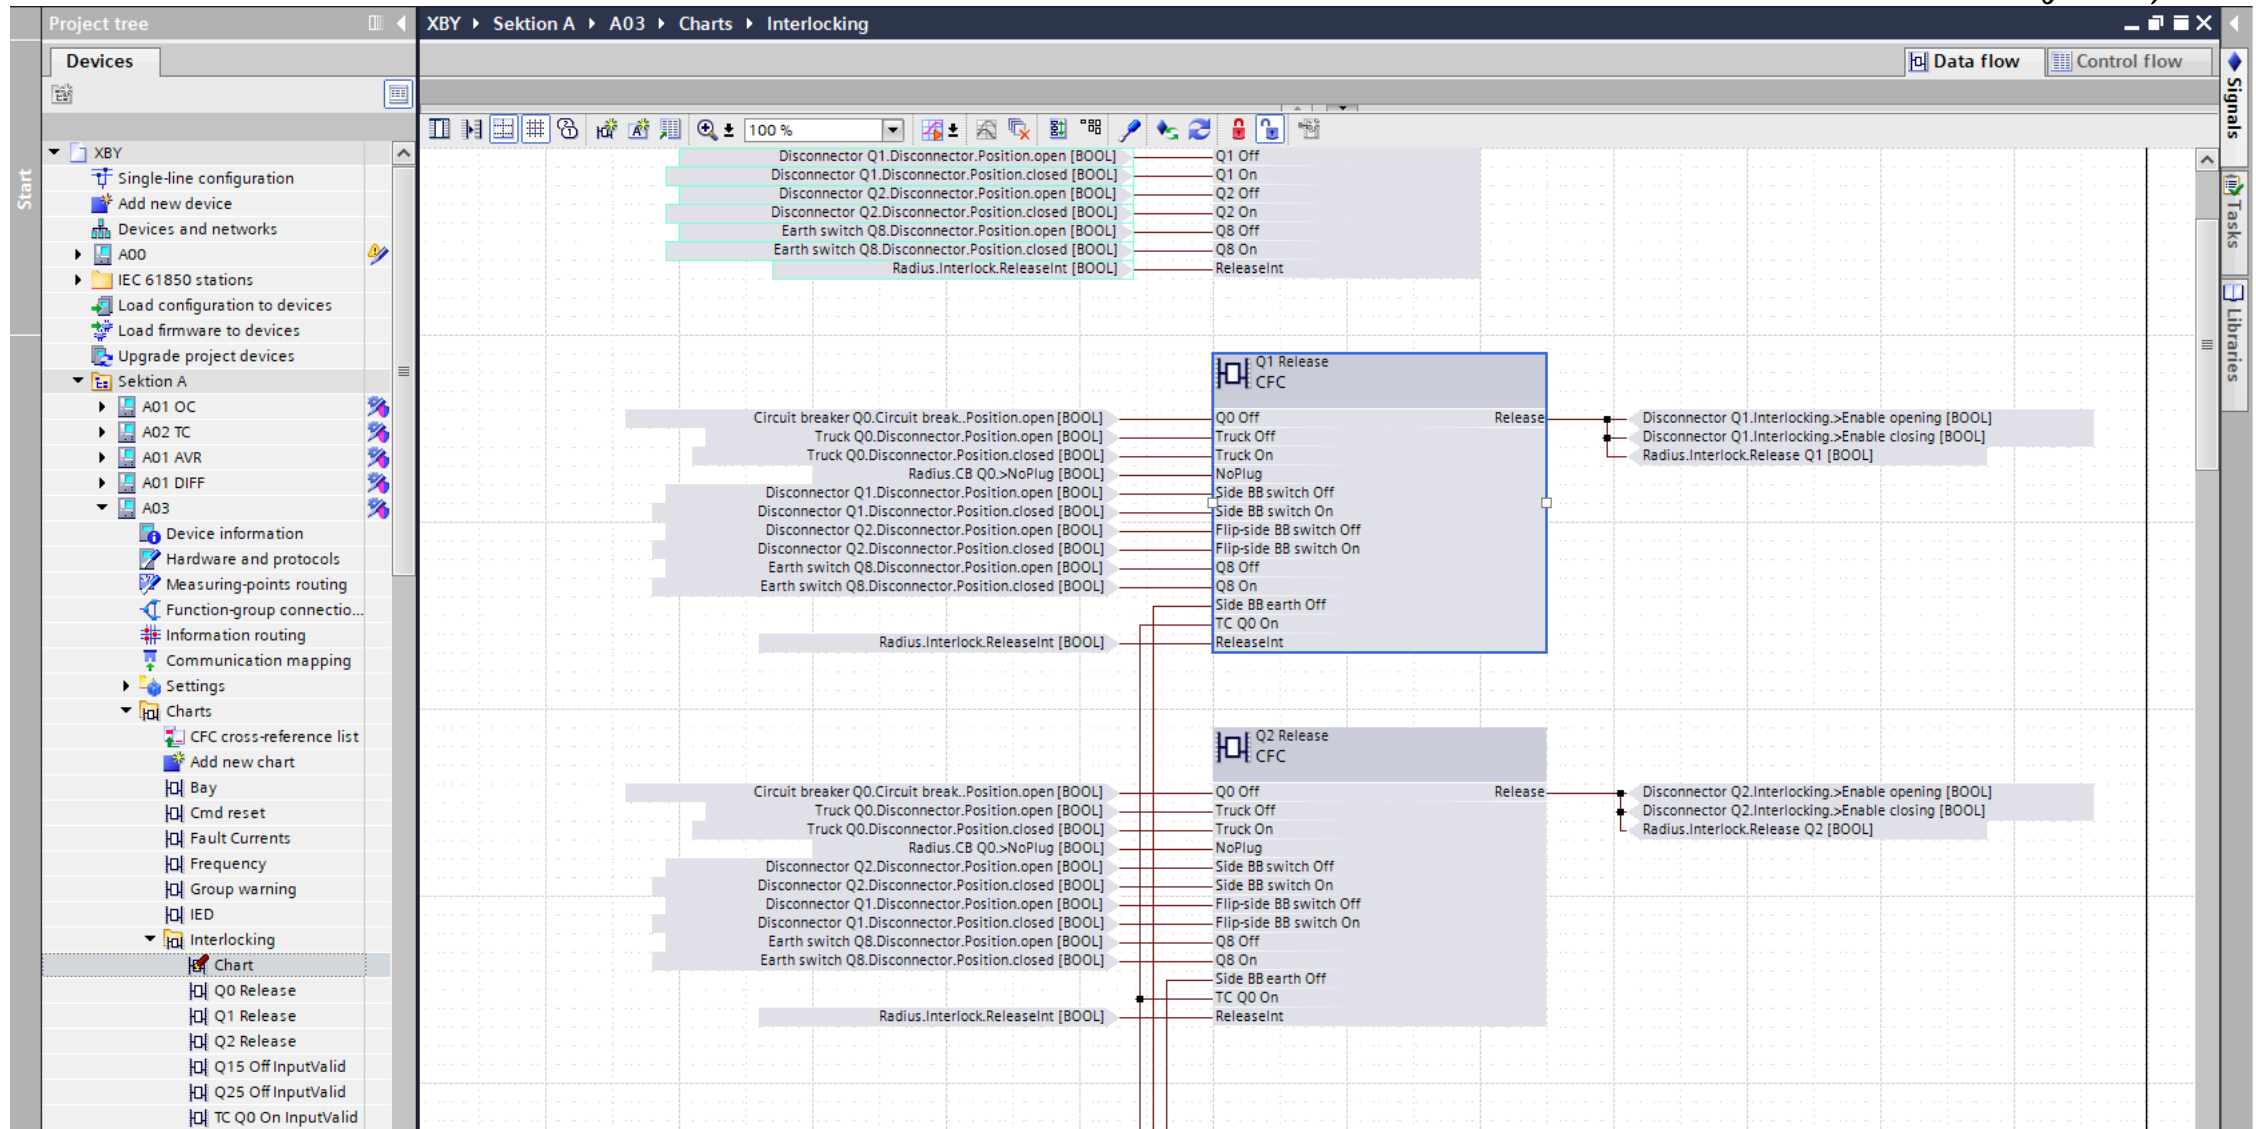 Project tree
XBY ▸ Sektion A ▸ A03 ▸ Charts ▸ Interlocking
Devices
Data flow
Control flow
100 %
Start
Signals
Tasks
Libraries
XBY
Single-line configuration
Add new device
Devices and networks
A00
IEC 61850 stations
Load configuration to devices
Load firmware to devices
Upgrade project devices
Sektion A
A01 OC
A02 TC
A01 AVR
A01 DIFF
A03
Device information
Hardware and protocols
Measuring-points routing
Function-group connectio...
Information routing
Communication mapping
Settings
Charts
CFC cross-reference list
Add new chart
Bay
Cmd reset
Fault Currents
Frequency
Group warning
IED
Interlocking
Chart
Q0 Release
Q1 Release
Q2 Release
Q15 Off InputValid
Q25 Off InputValid
TC Q0 On InputValid
Disconnector Q1.Disconnector.Position.open [BOOL] Q1 Off
Disconnector Q1.Disconnector.Position.closed [BOOL] Q1 On
Disconnector Q2.Disconnector.Position.open [BOOL] Q2 Off
Disconnector Q2.Disconnector.Position.closed [BOOL] Q2 On
Earth switch Q8.Disconnector.Position.open [BOOL] Q8 Off
Earth switch Q8.Disconnector.Position.closed [BOOL] Q8 On
Radius.Interlock.ReleaseInt [BOOL] ReleaseInt
Q1 Release
CFC
Circuit breaker Q0.Circuit break..Position.open [BOOL] Q0 Off Release Disconnector Q1.Interlocking.>Enable opening [BOOL]
Truck Q0.Disconnector.Position.open [BOOL] Truck Off Disconnector Q1.Interlocking.>Enable closing [BOOL]
Truck Q0.Disconnector.Position.closed [BOOL] Truck On Radius.Interlock.Release Q1 [BOOL]
Radius.CB Q0.>NoPlug [BOOL] NoPlug
Disconnector Q1.Disconnector.Position.open [BOOL] Side BB switch Off
Disconnector Q1.Disconnector.Position.closed [BOOL] Side BB switch On
Disconnector Q2.Disconnector.Position.open [BOOL] Flip-side BB switch Off
Disconnector Q2.Disconnector.Position.closed [BOOL] Flip-side BB switch On
Earth switch Q8.Disconnector.Position.open [BOOL] Q8 Off
Earth switch Q8.Disconnector.Position.closed [BOOL] Q8 On
Side BB earth Off
TC Q0 On
Radius.Interlock.ReleaseInt [BOOL] ReleaseInt
Q2 Release
CFC
Circuit breaker Q0.Circuit break..Position.open [BOOL] Q0 Off Release Disconnector Q2.Interlocking.>Enable opening [BOOL]
Truck Q0.Disconnector.Position.open [BOOL] Truck Off Disconnector Q2.Interlocking.>Enable closing [BOOL]
Truck Q0.Disconnector.Position.closed [BOOL] Truck On Radius.Interlock.Release Q2 [BOOL]
Radius.CB Q0.>NoPlug [BOOL] NoPlug
Disconnector Q2.Disconnector.Position.open [BOOL] Side BB switch Off
Disconnector Q2.Disconnector.Position.closed [BOOL] Side BB switch On
Disconnector Q1.Disconnector.Position.open [BOOL] Flip-side BB switch Off
Disconnector Q1.Disconnector.Position.closed [BOOL] Flip-side BB switch On
Earth switch Q8.Disconnector.Position.open [BOOL] Q8 Off
Earth switch Q8.Disconnector.Position.closed [BOOL] Q8 On
Side BB earth Off
TC Q0 On
Radius.Interlock.ReleaseInt [BOOL] ReleaseInt